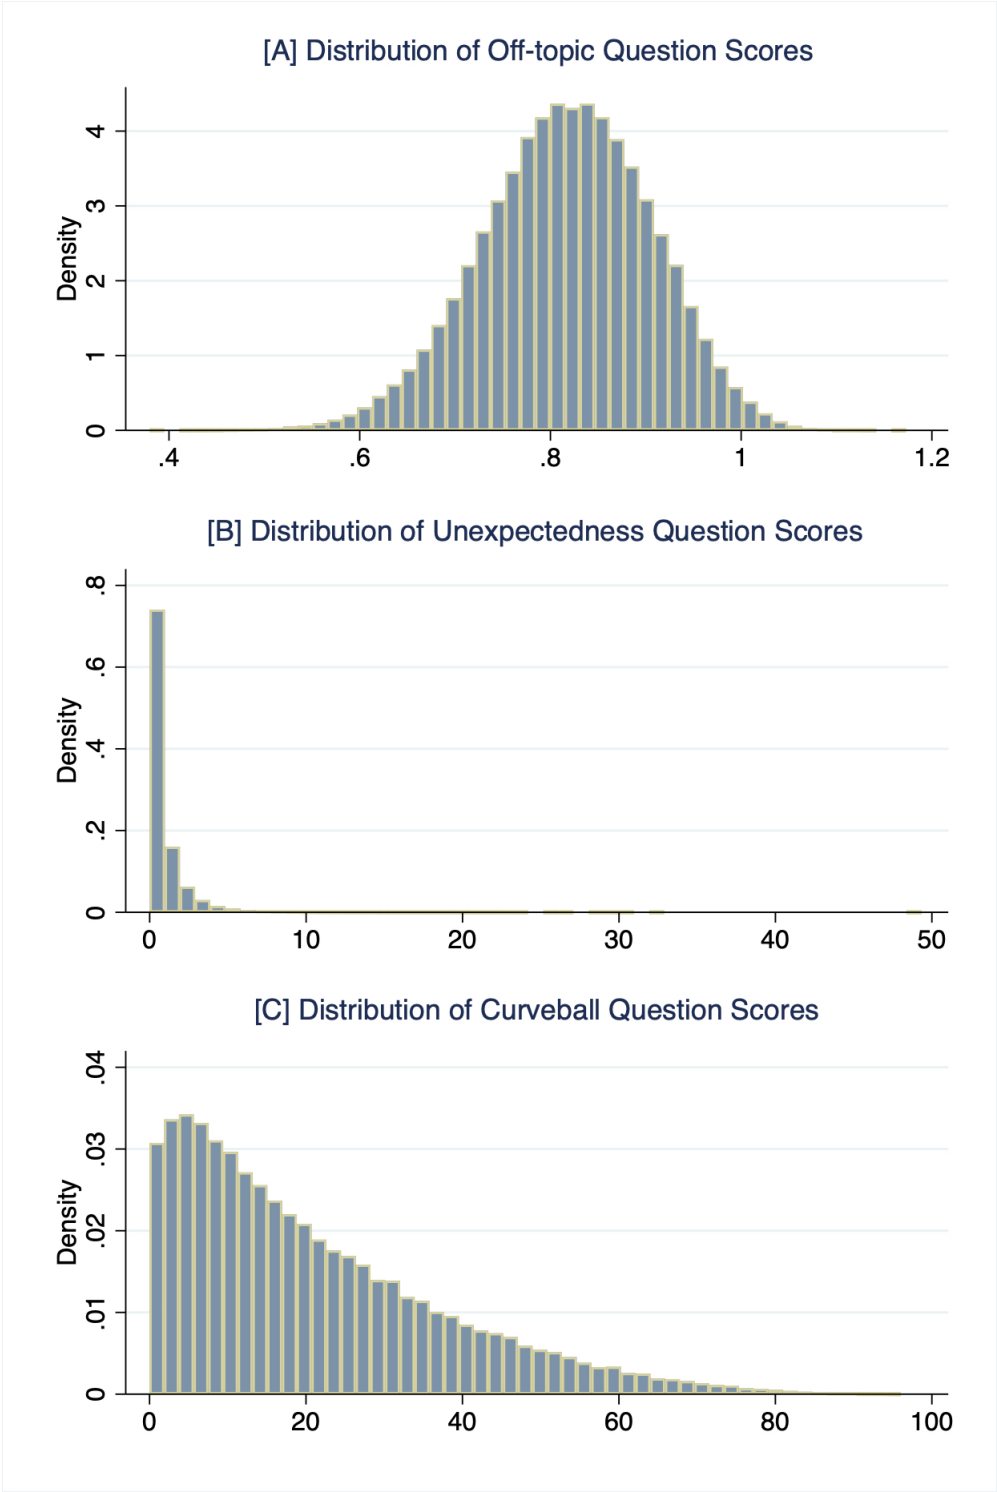 [A] Distribution of Off-topic Question Scores
Density
4
3
2
1
0
.4 .6 .8 1 1.2
[B] Distribution of Unexpectedness Question Scores
Density
.8
.6
.4
.2
0
0 10 20 30 40 50
[C] Distribution of Curveball Question Scores
Density
.04
.03
.02
.01
0
0 20 40 60 80 100